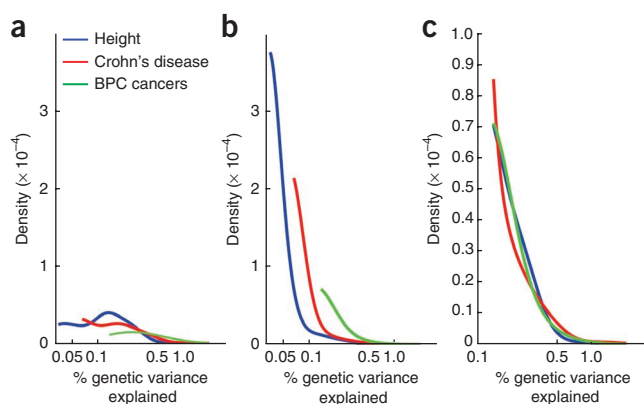 a
Height
Crohn's disease
BPC cancers
Density (× 10⁻⁴)
3
2
1
0
0.05 0.1 0.5 1.0
% genetic variance
explained
b
Density (× 10⁻⁴)
3
2
1
0
0.05 0.1 0.5 1.0
% genetic variance
explained
c
Density (× 10⁻⁴)
1.0
0.9
0.8
0.7
0.6
0.5
0.4
0.3
0.2
0.1
0
0.1 0.5 1.0
% genetic variance
explained